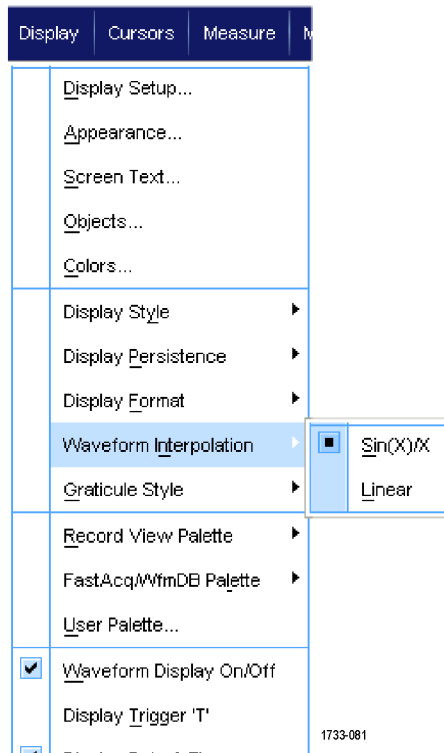 Display Cursors Measure
Display Setup...
Appearance...
Screen Text...
Objects...
Colors...
Display Style
Display Persistence
Display Format
Waveform Interpolation
Sin(X)/X
Graticule Style
Linear
Record View Palette
FastAcq/WfmDB Palette
User Palette...
Waveform Display On/Off
Display Trigger 'T'
1733-081